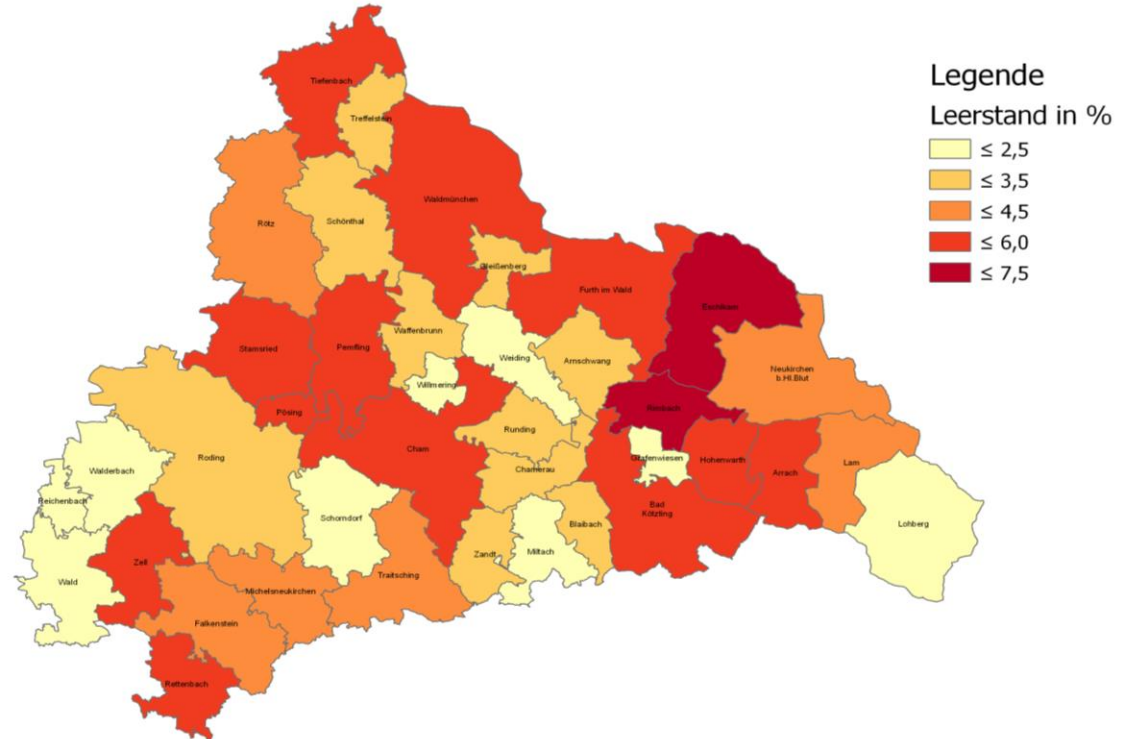 Legende
Leerstand in %
≤ 2,5
≤ 3,5
≤ 4,5
≤ 6,0
≤ 7,5
Tiefenbach
Treffelstein
Waldmünchen
Rötz
Schönthal
Gleißenberg
Furth im Wald
Eschlkam
Waffenbrunn
Stamsried
Pemfling
Weiding
Arnschwang
Neukirchen
b.Hl.Blut
Willmering
Pösing
Rimbach
Runding
Cham
Roding
Walderbach
Chamerau
Grafenwiesen
Hohenwarth
Arrach
Lam
Reichenbach
Schorndorf
Bad
Kötzting
Blaibach
Lohberg
Miltach
Zandt
Zell
Wald
Traitsching
Michelsneukirchen
Falkenstein
Rettenbach